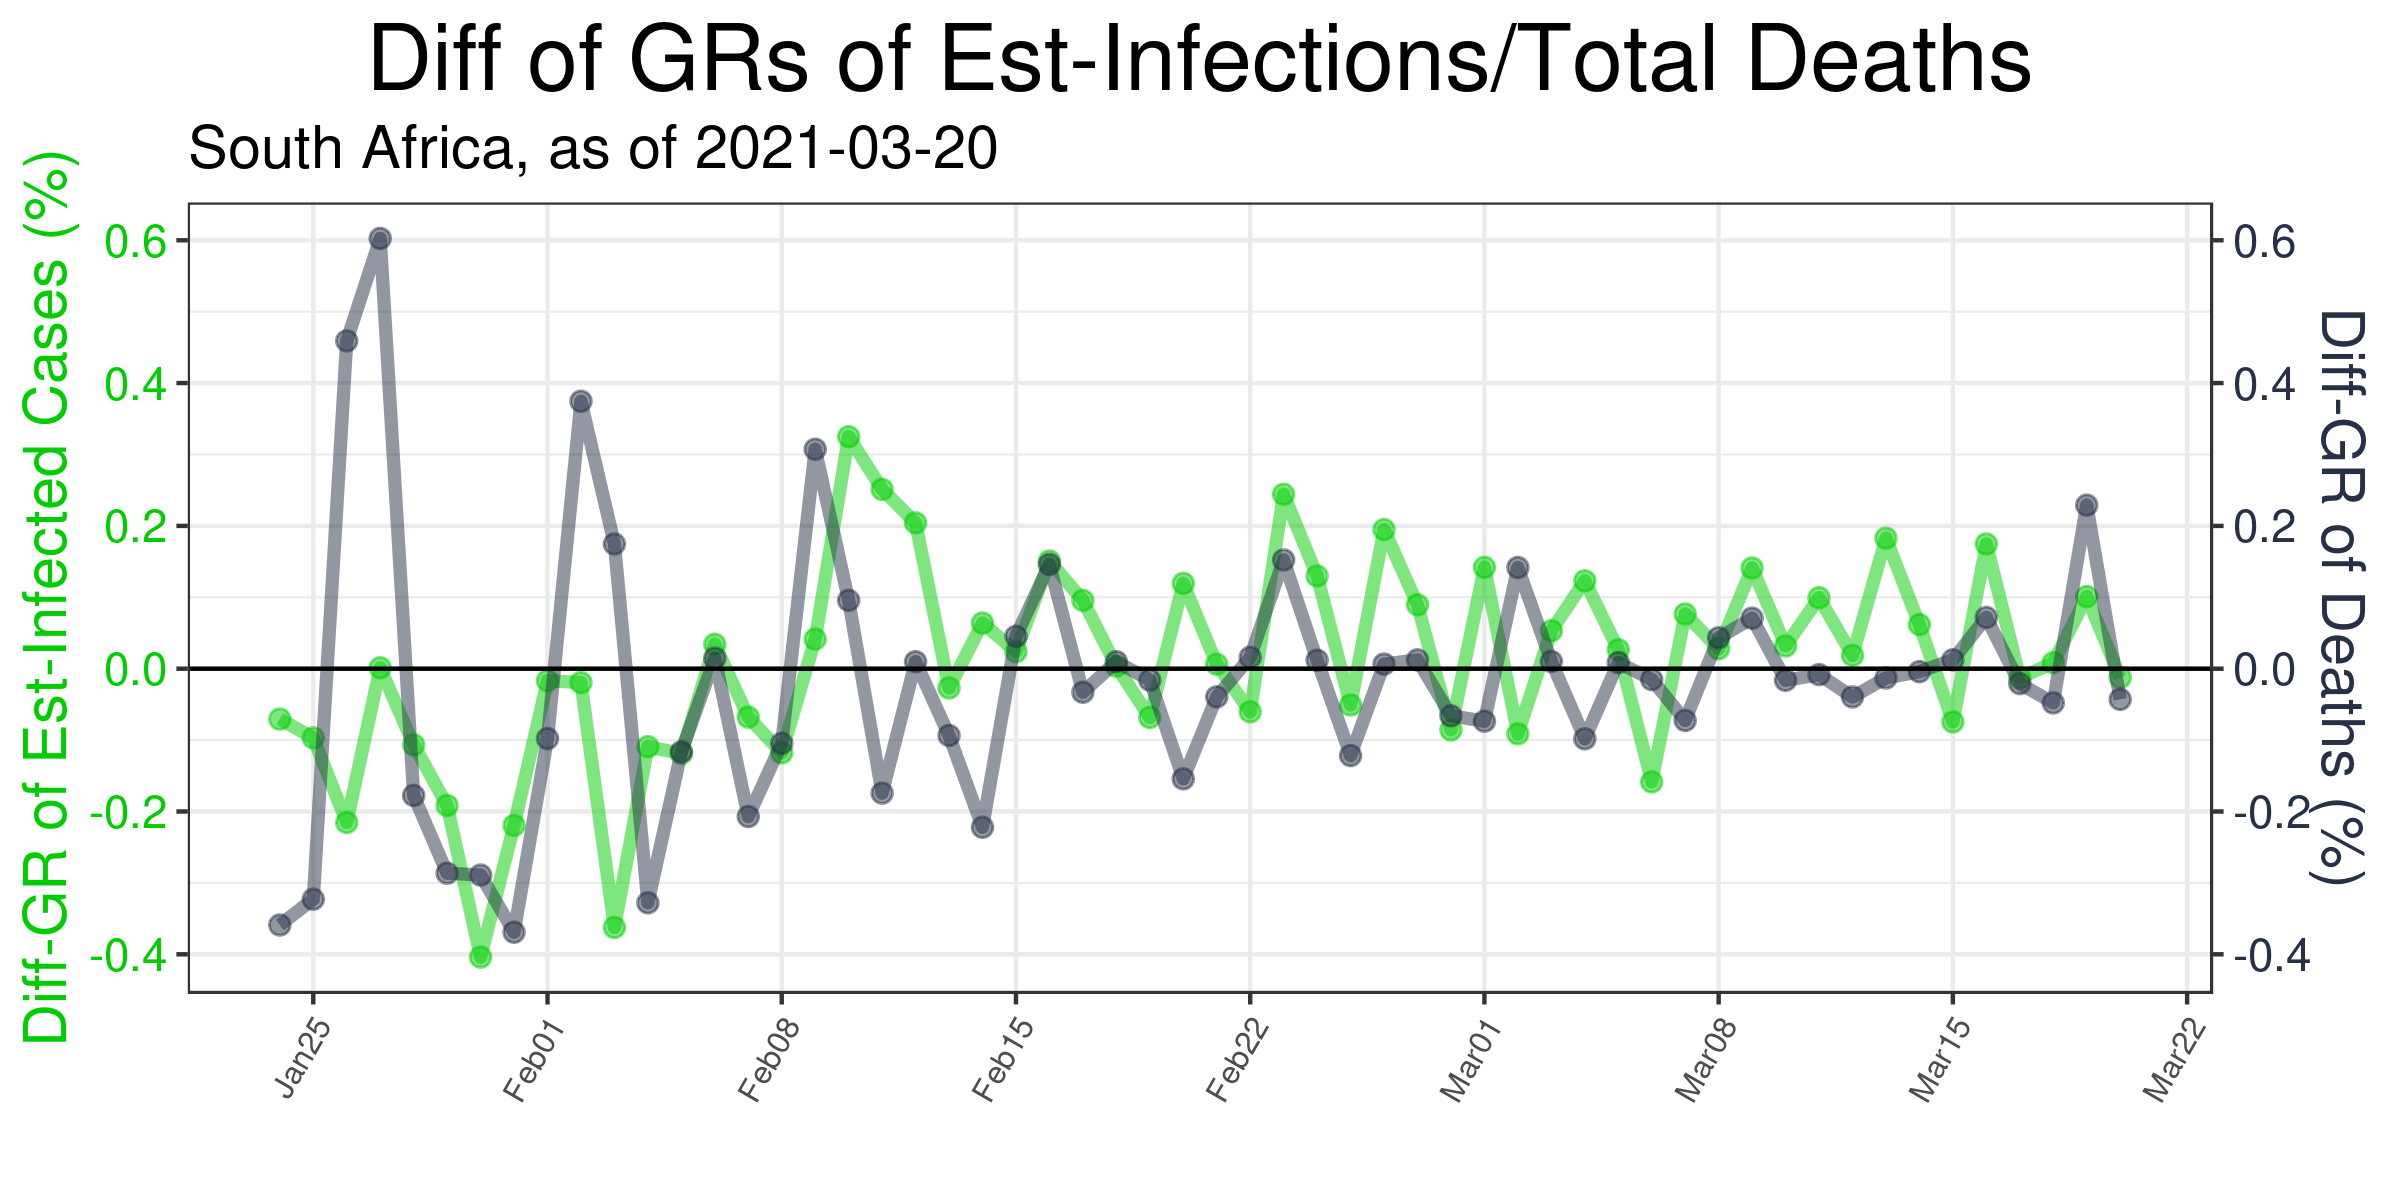 Diff of GRs of Est-Infections/Total Deaths
South Africa, as of 2021-03-20
Diff-GR of Est-Infected Cases (%)
0.6
0.4
0.2
0.0
-0.2
-0.4
0.6
0.4
0.2
0.0
-0.2
-0.4
Diff-GR of Deaths (%)
Jan25
Feb01
Feb08
Feb15
Feb22
Mar01
Mar08
Mar15
Mar22